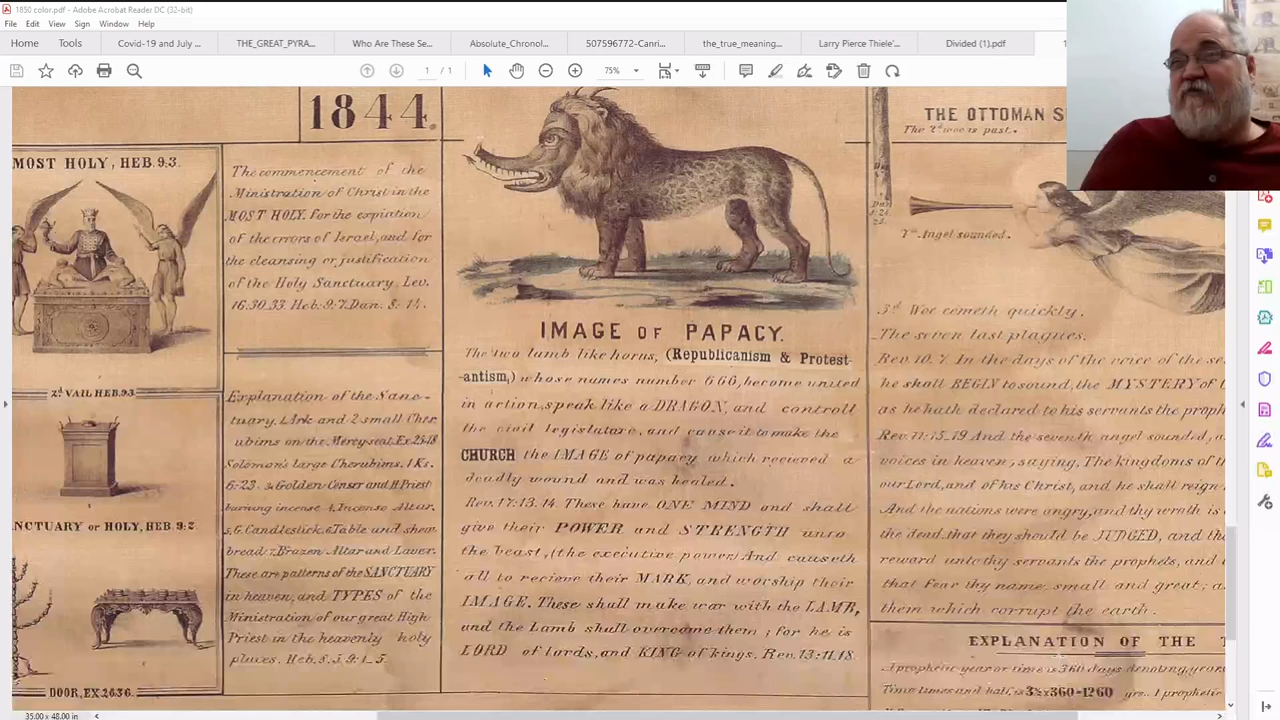 1850 color.pdf - Adobe Acrobat Reader DC (32-bit)
File Edit View Sign Window Help
Home Tools Covid-19 and July ... THE_GREAT_PYRA... Who Are These Se... Absolute_Chronol... 507596772-Canri... the_true_meaning... Larry Pierce Thiele'... Divided (1).pdf
1 / 1 75%
MOST HOLY, HEB. 9.3.
2d VAIL HEB.9.3
NCTUARY or HOLY, HEB. 9:2.
DOOR, EX.26.36.
1844.
The commencement of the
Ministration of Christ in the
MOST HOLY. For the expiation
of the errors of Israel, and for
the cleansing or justification
of the Holy Sanctuary, Lev.
16.30,33 Heb. 9:7. Dan. 8: 14.
Explanation of the Sanc-
tuary. 1.Ark and 2 small Cher
ubims on the Mercyseat. Ex 25.18
Solomon's large Cherubims. 1 Ks.
6:23. 3. Golden Censer and H. Priest
burning incense 4. Incense Altar.
5. G. Candlestick. 6 Table and shew
bread: 7 Brazen Altar and Laver.
These are patterns of the SANCTUARY
in heaven, and TYPES of the
Ministration of our great High
Priest in the heavenly holy
places. Heb. 8. 5 9: 1_5.
IMAGE OF PAPACY.
The two lamb like horns, (Republicanism & Protest-
-antism,) whose names number 666, become united
in action, speak like a DRAGON, and controll
the civil legislature, and cause it to make the
CHURCH the IMAGE of papacy which recieved a
deadly wound and was healed.
Rev. 17:13. 14. These have ONE MIND and shall
give their POWER and STRENGTH unto
the beast, (the executive power) And causeth
all to recieve their MARK, and worship their
IMAGE. These shall make war with the LAMB,
and the Lamb shall overcome them; for he is
LORD of lords, and KING of kings. Rev. 13: 11.18.
THE OTTOMAN S
The 2d woe is past.
7th Angel sounded.
3d Woe cometh quickly.
The seven last plagues.
Rev. 10. 7. In the days of the voice of the se
he shall BEGIN to sound, the MYSTERY of
as he hath declared to his servants the proph
Rev. 11: 15_19 And the seventh angel sounded, a
voices in heaven, saying, The kingdoms of t
our Lord, and of his Christ, and he shall reign
And the nations were angry, and thy wrath is
the dead, that they should be JUDGED, and th
reward unto thy servants the prophets, and
that fear thy name; small and great; a
them which corrupt the earth.
EXPLANATION OF THE T
A prophetic year or time is 360 days denoting years
Time times and half, is 3½x360=1260 yrs.. 1 prophetic
35.00 x 48.00 in